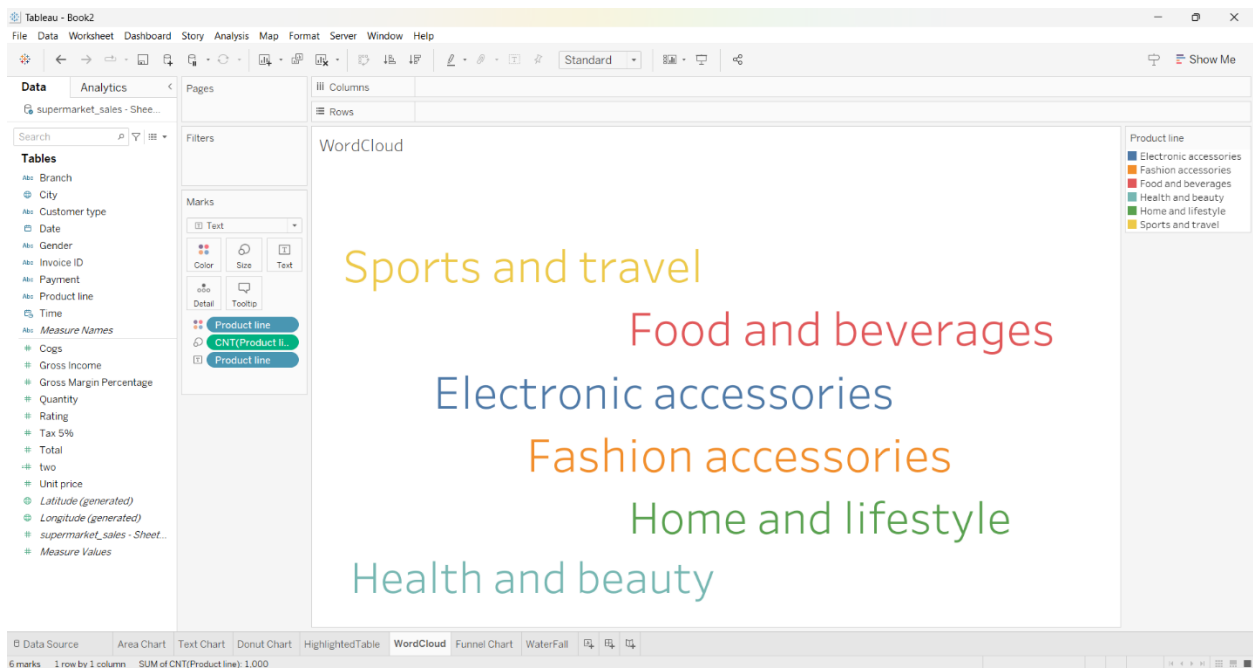 Tableau - Book2
File Data Worksheet Dashboard Story Analysis Map Format Server Window Help
Standard
Show Me
Data Analytics
supermarket_sales - Shee...
Search
Tables
Abc Branch
City
Abc Customer type
Date
Abc Gender
Abc Invoice ID
Abc Payment
Abc Product line
Time
Abc Measure Names
# Cogs
# Gross Income
# Gross Margin Percentage
# Quantity
# Rating
# Tax 5%
# Total
=# two
# Unit price
Latitude (generated)
Longitude (generated)
# supermarket_sales - Sheet...
# Measure Values
Pages
Filters
Marks
Text
Color Size Text
Detail Tooltip
Product line
CNT(Product li..
Product line
Columns
Rows
WordCloud
Sports and travel
Food and beverages
Electronic accessories
Fashion accessories
Home and lifestyle
Health and beauty
Product line
Electronic accessories
Fashion accessories
Food and beverages
Health and beauty
Home and lifestyle
Sports and travel
Data Source Area Chart Text Chart Donut Chart HighlightedTable WordCloud Funnel Chart WaterFall
6 marks 1 row by 1 column SUM of CNT(Product line): 1,000